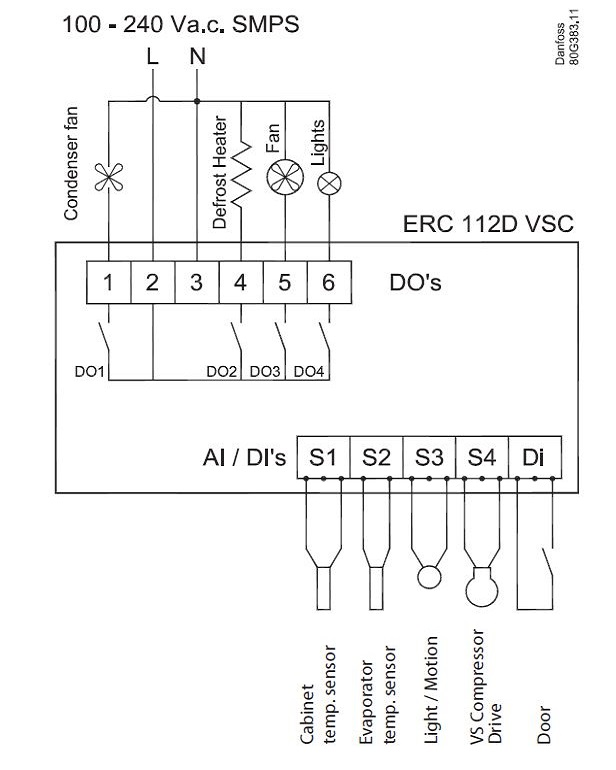 100 - 240 Va.c. SMPS
Danfoss
80G383.11
L N
Condenser fan
Defrost Heater
Fan
Lights
ERC 112D VSC
1 2 3 4 5 6
DO's
DO1 DO2 DO3 DO4
AI / DI's
S1 S2 S3 S4 Di
Cabinet
temp. sensor
Evaporator
temp. sensor
Light / Motion
VS Compressor
Drive
Door